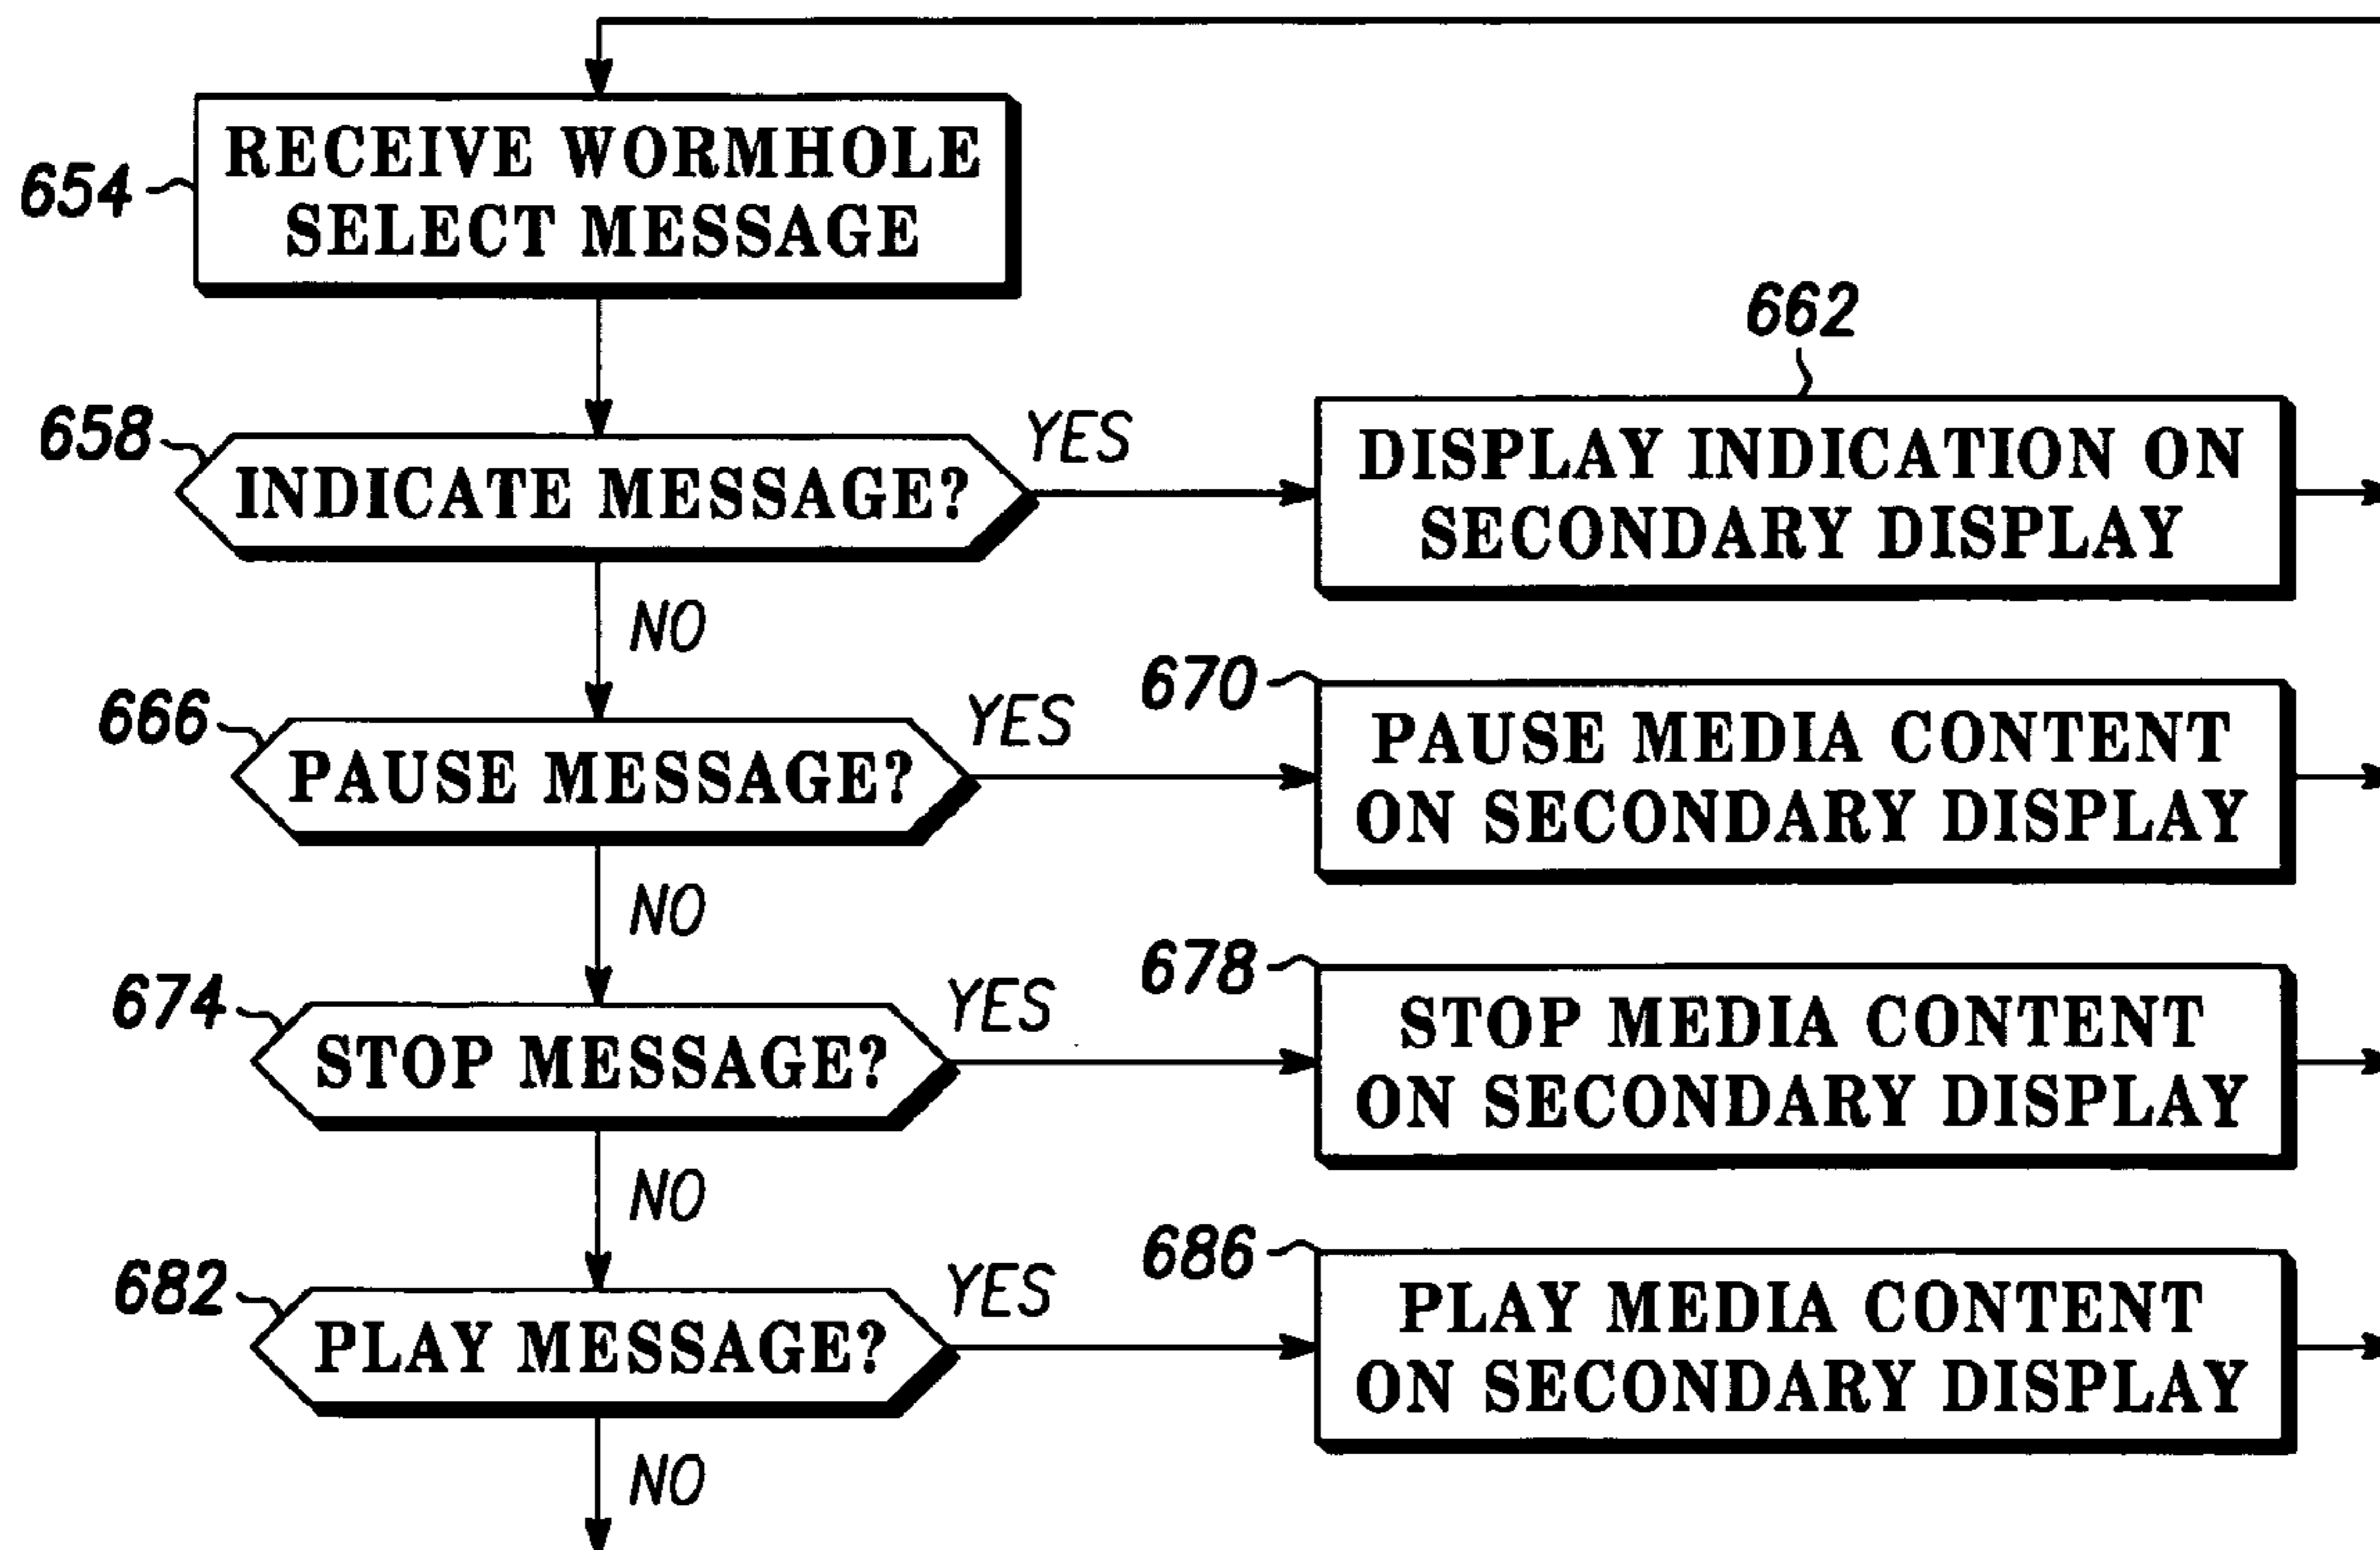 654
RECEIVE WORMHOLE
SELECT MESSAGE
658
INDICATE MESSAGE?
YES
662
DISPLAY INDICATION ON
SECONDARY DISPLAY
NO
666
PAUSE MESSAGE?
YES
670
PAUSE MEDIA CONTENT
ON SECONDARY DISPLAY
NO
674
STOP MESSAGE?
YES
678
STOP MEDIA CONTENT
ON SECONDARY DISPLAY
NO
682
PLAY MESSAGE?
YES
686
PLAY MEDIA CONTENT
ON SECONDARY DISPLAY
NO